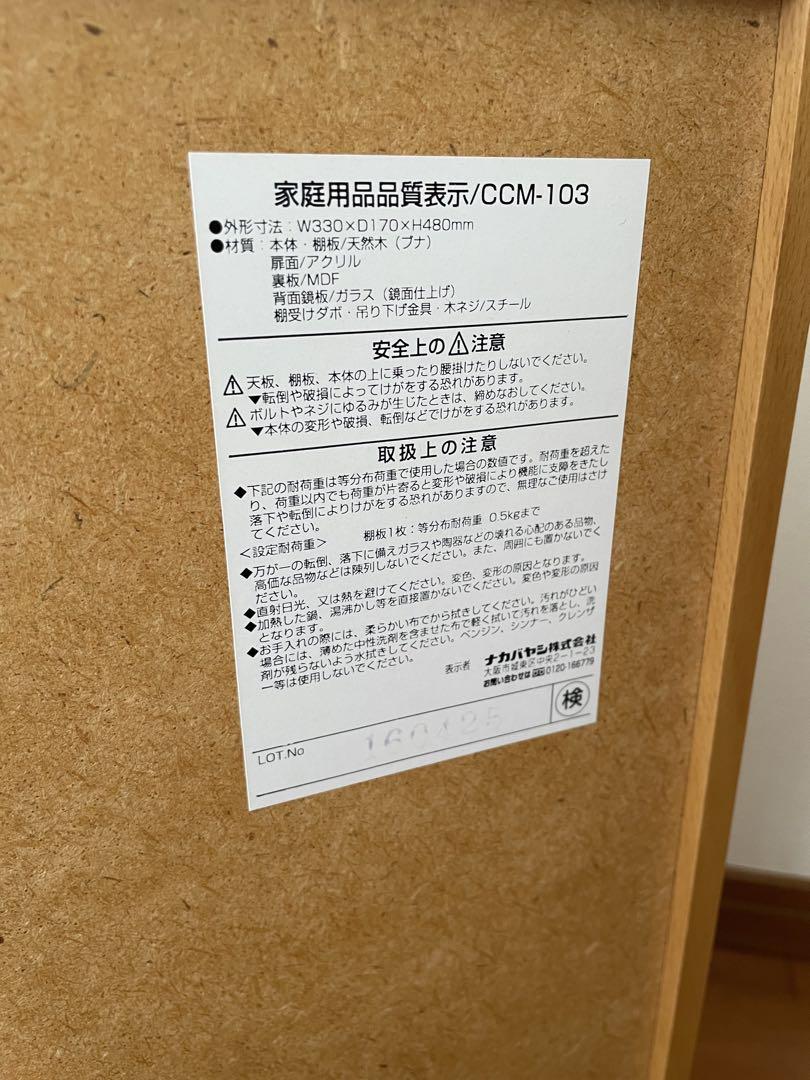 家庭用品品質表示/CCM-103
●外形寸法：W330×D170×H480mm
●材質：本体・棚板/天然木（ブナ）
扉面/アクリル
裏板/MDF
背面鏡板/ガラス（鏡面仕上げ）
棚受けダボ・吊り下げ金具・木ネジ/スチール
安全上の⚠注意
⚠天板、棚板、本体の上に乗ったり腰掛けたりしないでください。
▼転倒や破損によってけがをする恐れがあります。
⚠ボルトやネジにゆるみが生じたときは、締めなおしてください。
▼本体の変形や破損、転倒などでけがをする恐れがあります。
取扱上の注意
◆下記の耐荷重は等分布荷重で使用した場合の数値です。耐荷重を超えた
り、荷重以内でも荷重が片寄ると変形や破損により機能に支障をきたし
落下や転倒によりけがをする恐れがありますので、無理なご使用はさけ
てください。
＜設定耐荷重＞ 棚板1枚：等分布耐荷重 0.5kgまで
◆万が一の転倒、落下に備えガラスや陶器などの壊れる心配のある品物、
高価な品物などは陳列しないでください。また、周囲にも置かないでく
ださい。
◆直射日光、又は熱を避けてください。変色、変形の原因となります。
◆加熱した鍋、湯沸かし等を直接置かないでください。変色や変形の原因
となります。
◆お手入れの際には、柔らかい布でから拭きしてください。汚れがひどい
場合には、薄めた中性洗剤を含ませた布で軽く拭いて汚れを落とし、洗
剤が残らないよう水拭きしてください。ベンジン、シンナー、クレンザ
ー等は使用しないでください。
表示者 ナカバヤシ株式会社
大阪市城東区中央2-1-23
お問い合わせは 0120-166779
検
LOT.No 160425